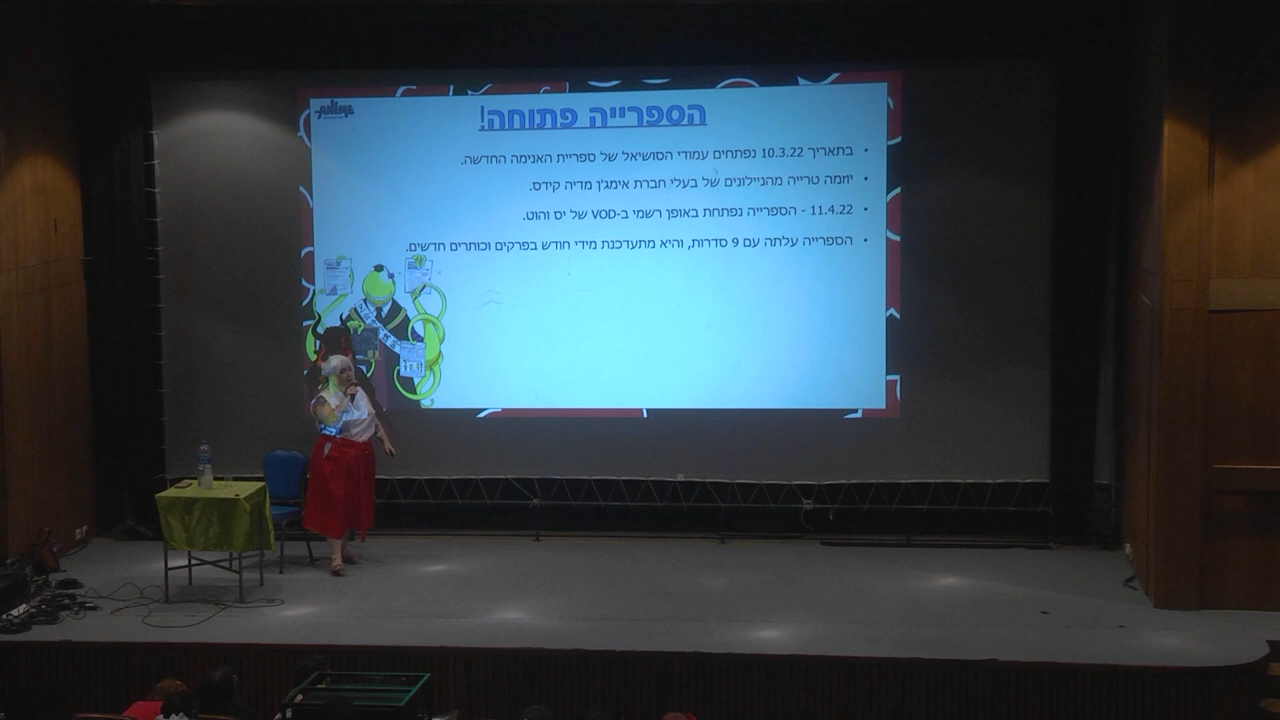 הספרייה פתוחה!
בתאריך 10.3.22 נפתחים עמודי הסושיאל של ספריית האנימה החדשה.
יוזמה טרייה מהניילונים של בעלי חברת אימג'ן מדיה קידס.
11.4.22 - הספרייה נפתחת באופן רשמי ב-VOD של יס והוט.
הספרייה עלתה עם 9 סדרות, והיא מתעדכנת מידי חודש בפרקים וכותרים חדשים.